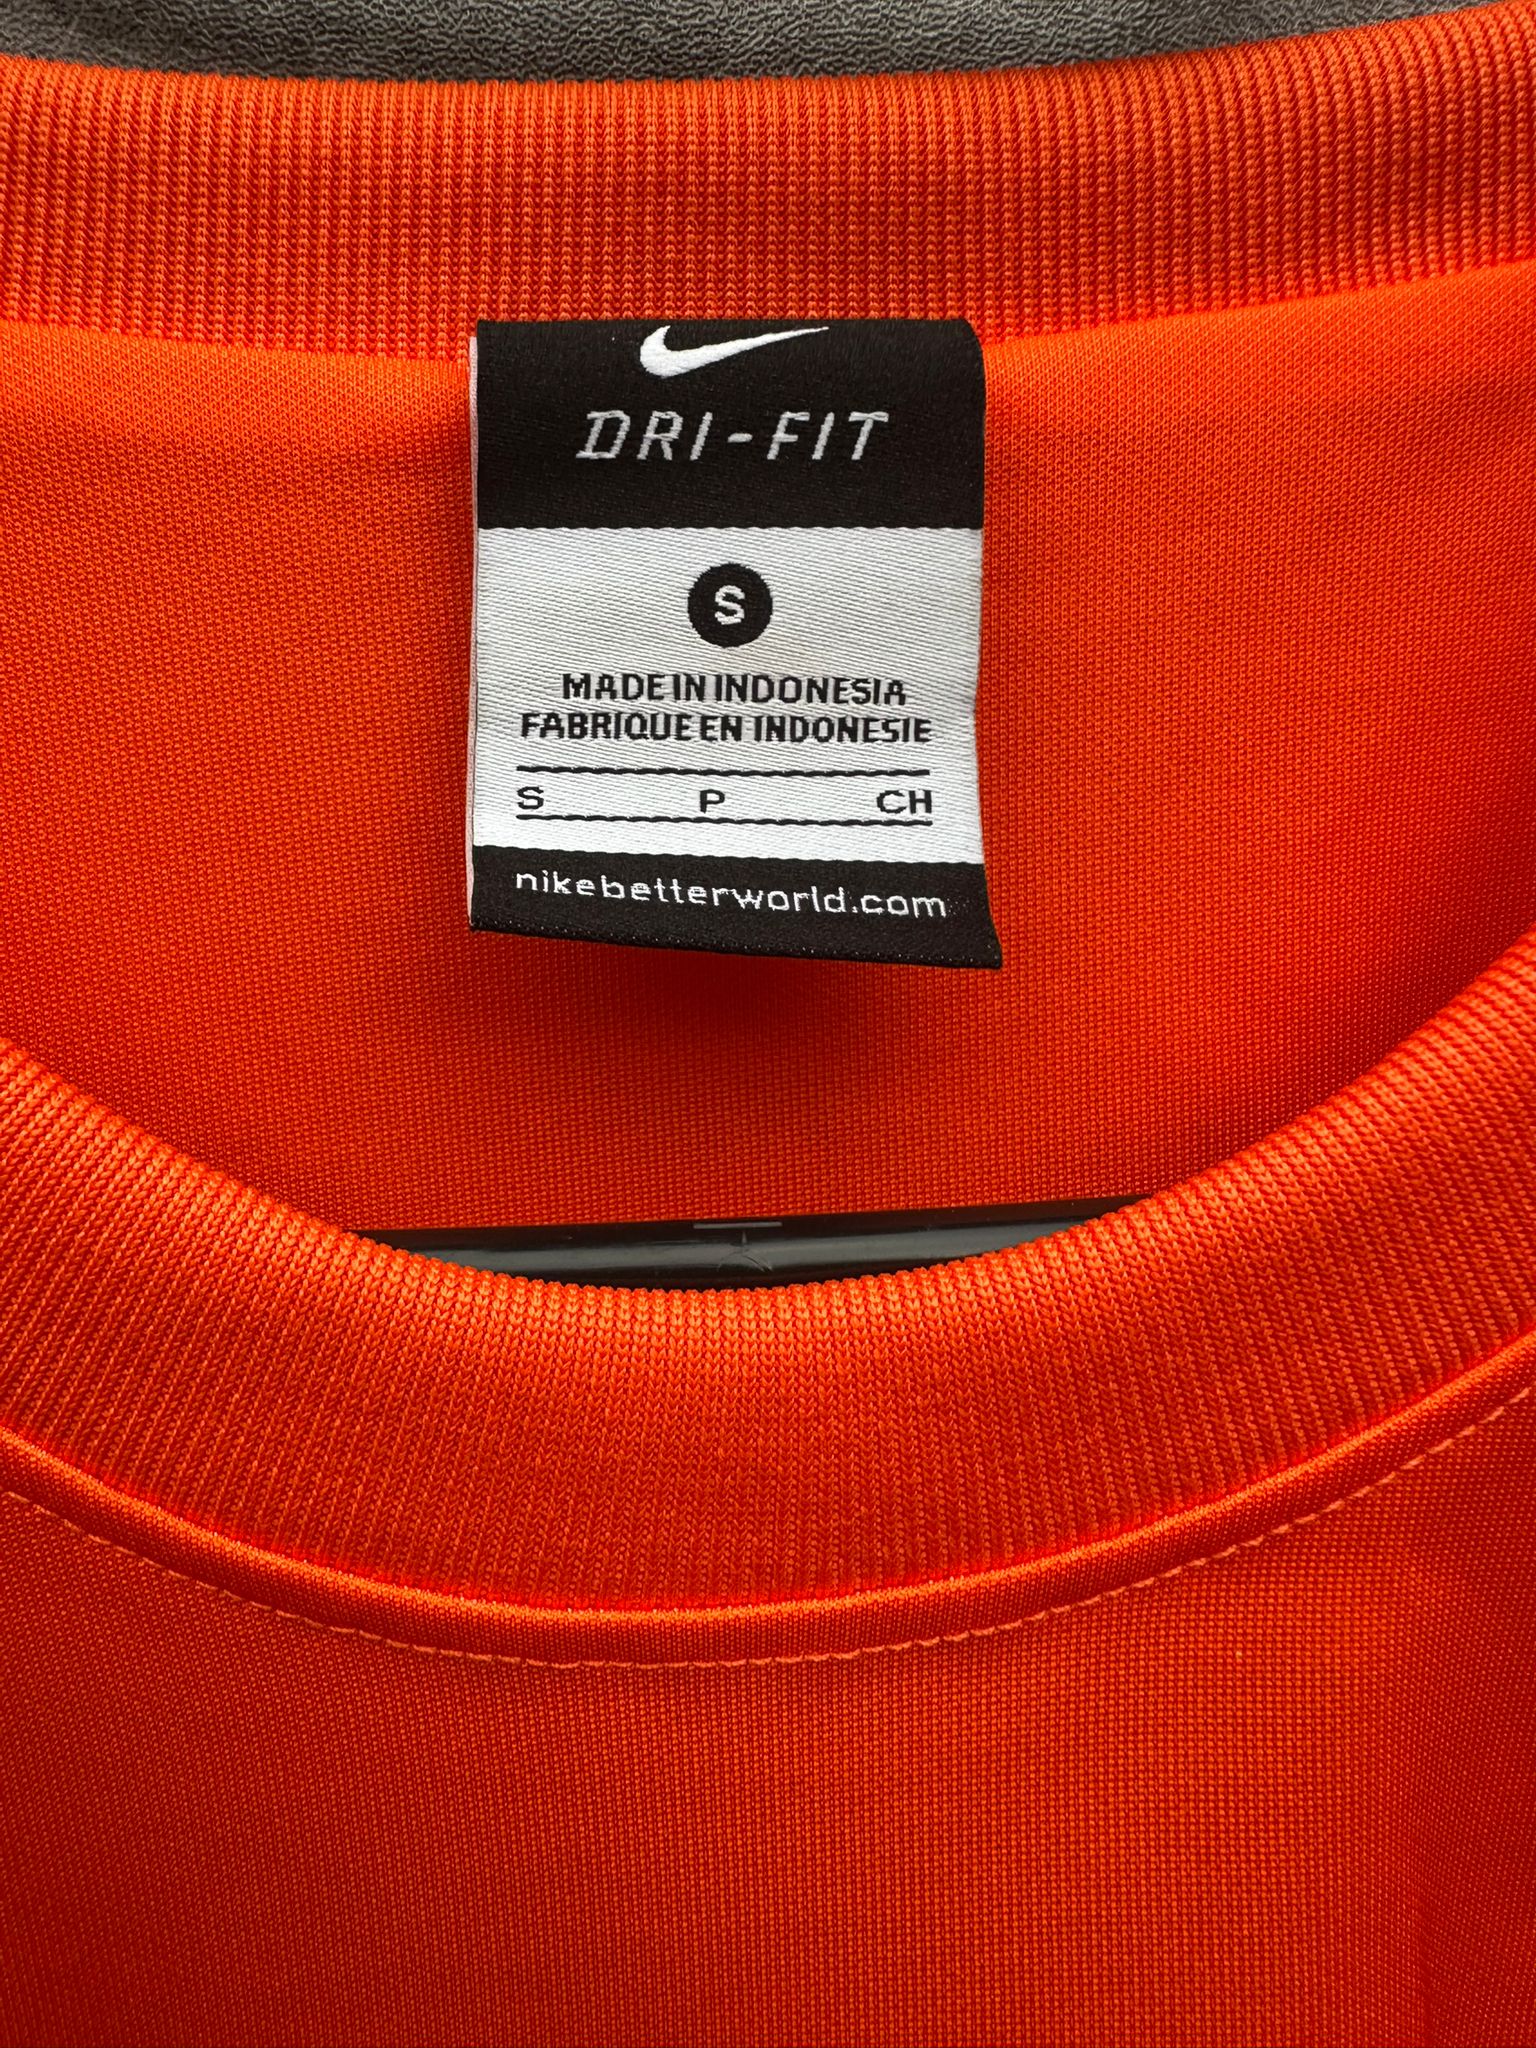 DRI-FIT
S
MADE IN INDONESIA
FABRIQUE EN INDONESIE
S P CH
nikebetterworld.com